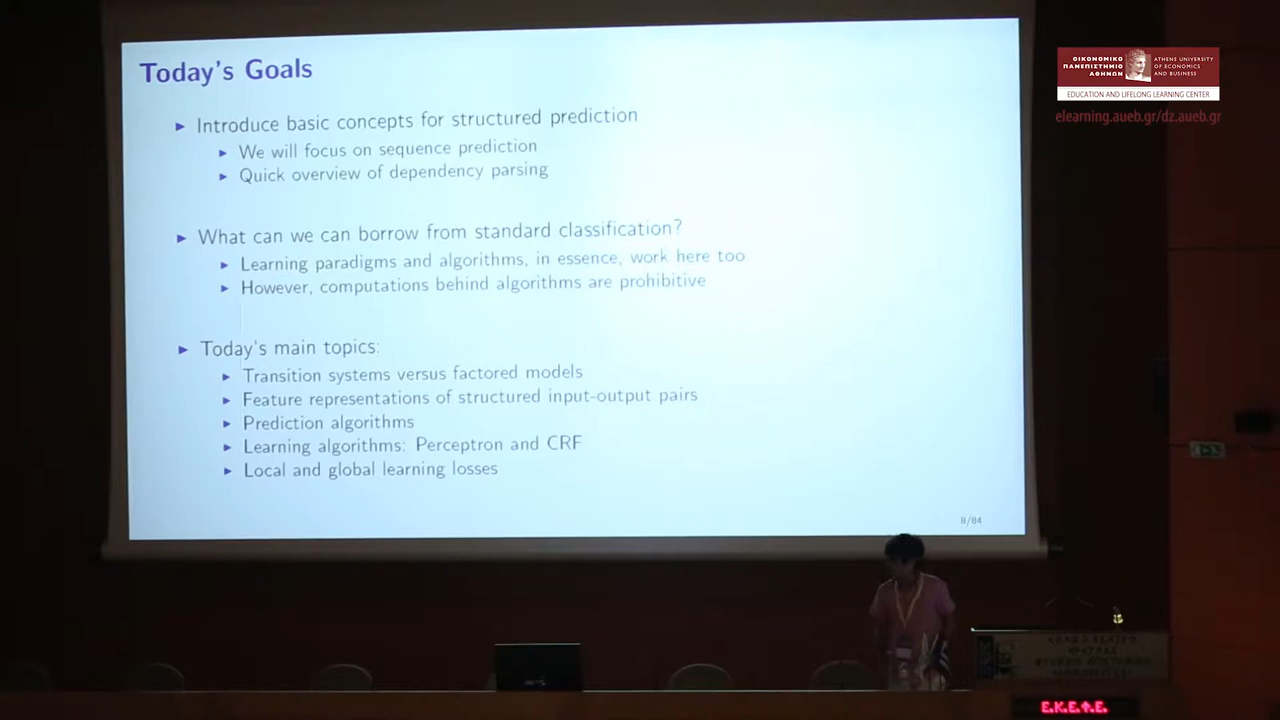 Today's Goals
Introduce basic concepts for structured prediction
We will focus on sequence prediction
Quick overview of dependency parsing
What can we can borrow from standard classification?
Learning paradigms and algorithms, in essence, work here too
However, computations behind algorithms are prohibitive
Today's main topics:
Transition systems versus factored models
Feature representations of structured input-output pairs
Prediction algorithms
Learning algorithms: Perceptron and CRF
Local and global learning losses
8/84
ΟΙΚΟΝΟΜΙΚΟ
ΠΑΝΕΠΙΣΤΗΜΙΟ
ΑΘΗΝΩΝ
ATHENS UNIVERSITY
OF ECONOMICS
AND BUSINESS
EDUCATION AND LIFELONG LEARNING CENTER
elearning.aueb.gr/dz.aueb.gr
Ε.Κ.Ε.Φ.Ε.